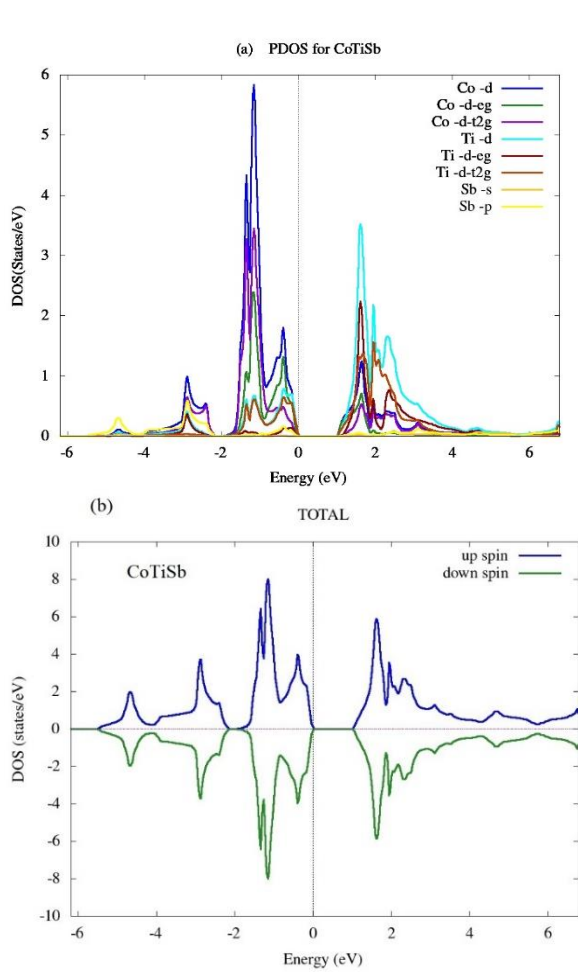 (a) PDOS for CoTiSb
6
5
4
3
2
1
0
DOS(States/eV)
Co -d
Co -d-eg
Co -d-t2g
Ti -d
Ti -d-eg
Ti -d-t2g
Sb -s
Sb -p
-6 -4 -2 0 2 4 6
Energy (eV)
(b) TOTAL
10
8
6
4
2
0
-2
-4
-6
-8
-10
DOS (states/eV)
CoTiSb
up spin
down spin
-6 -4 -2 0 2 4 6
Energy (eV)